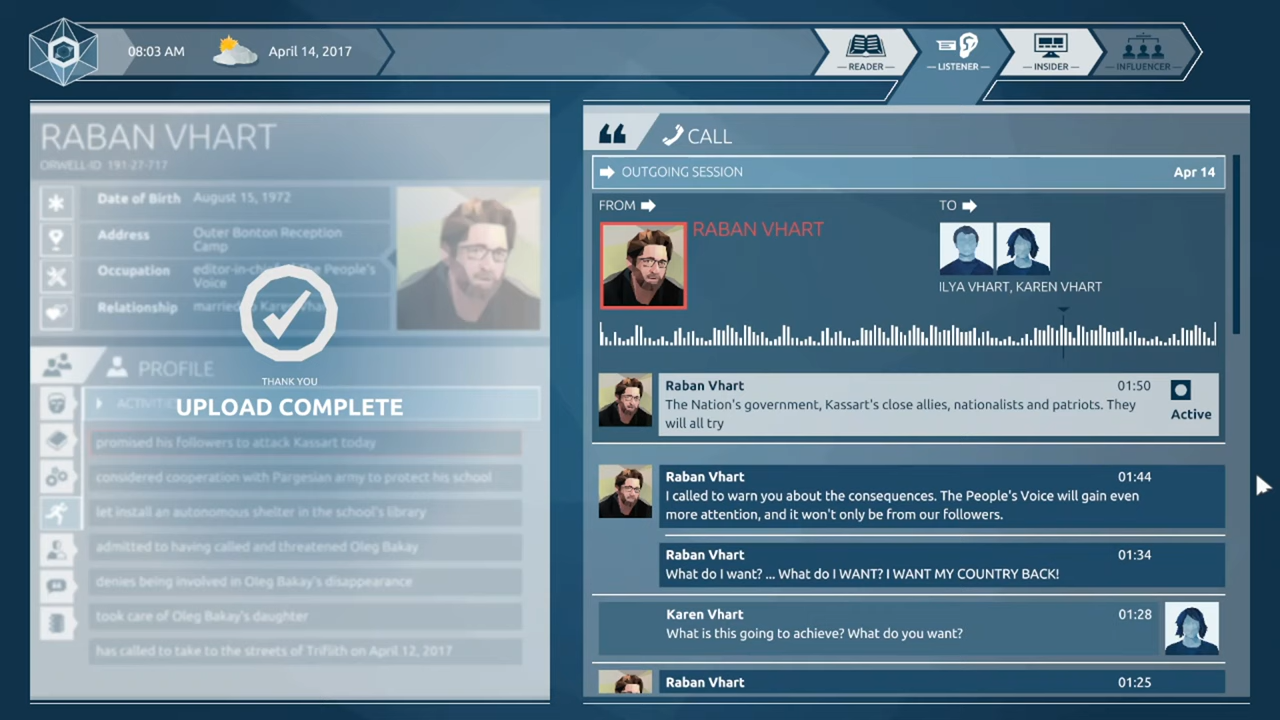 08:03 AM
April 14, 2017
READER
LISTENER
INSIDER
INFLUENCER
RABAN VHART
ORWELL-ID 191-27-717
Date of Birth August 15, 1972
Address Outer Bonton Reception
Camp
Occupation editor-in-chief The People's
Voice
Relationship married
PROFILE
THANK YOU
UPLOAD COMPLETE
promised his followers to attack Kassart today
considered cooperation with Pargesian army to protect his school
let install an autonomous shelter in the school's library
admitted to having called and threatened Oleg Bakay
denies being involved in Oleg Bakay's disappearance
took care of Oleg Bakay's daughter
has called to take to the streets of Triflith on April 12, 2017
CALL
OUTGOING SESSION Apr 14
FROM TO
RABAN VHART
ILYA VHART, KAREN VHART
Raban Vhart 01:50
The Nation's government, Kassart's close allies, nationalists and patriots. They
will all try
Active
Raban Vhart 01:44
I called to warn you about the consequences. The People's Voice will gain even
more attention, and it won't only be from our followers.
Raban Vhart 01:34
What do I want? ... What do I WANT? I WANT MY COUNTRY BACK!
Karen Vhart 01:28
What is this going to achieve? What do you want?
Raban Vhart 01:25